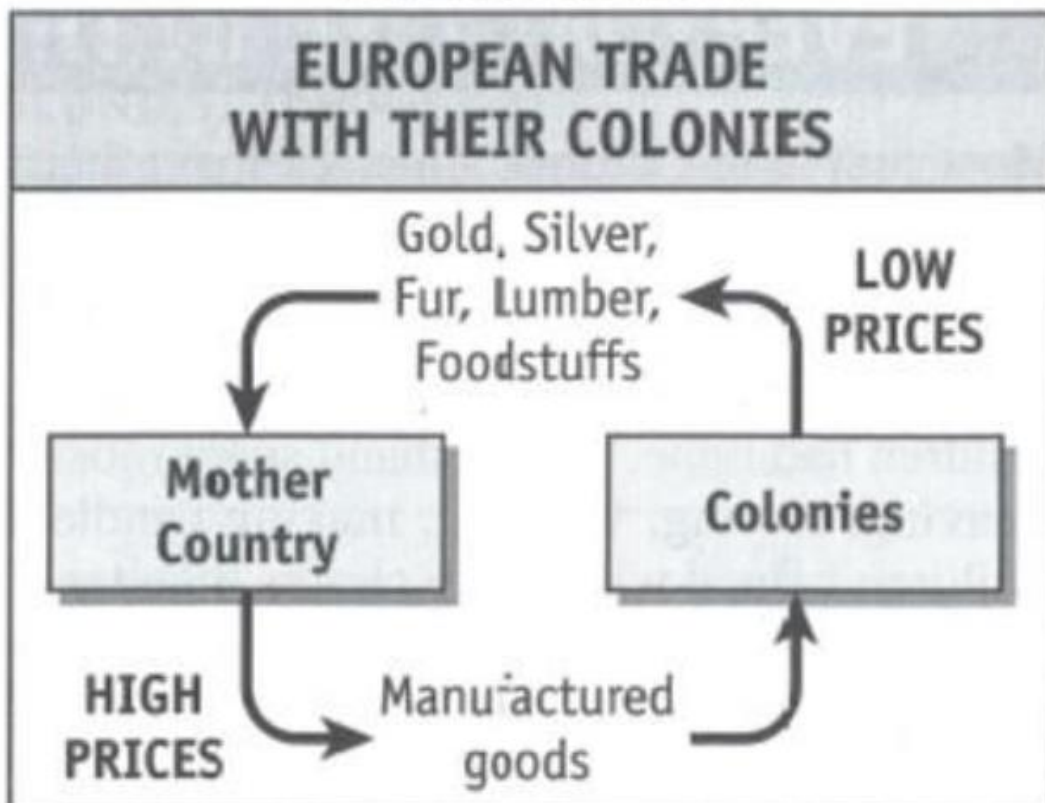 EUROPEAN TRADE
WITH THEIR COLONIES
Gold, Silver,
Fur, Lumber,
Foodstuffs
LOW
PRICES
Mother
Country
Colonies
HIGH
PRICES
Manufactured
goods